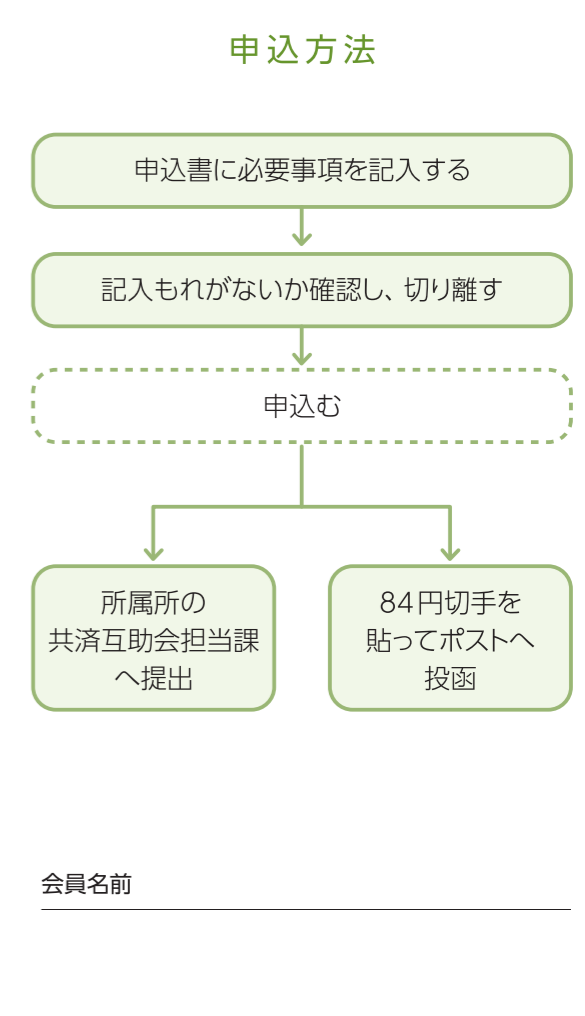 申込方法
申込書に必要事項を記入する
記入もれがないか確認し、切り離す
申込む
所属所の
共済互助会担当課
へ提出
84円切手を
貼ってポストへ
投函
会員名前